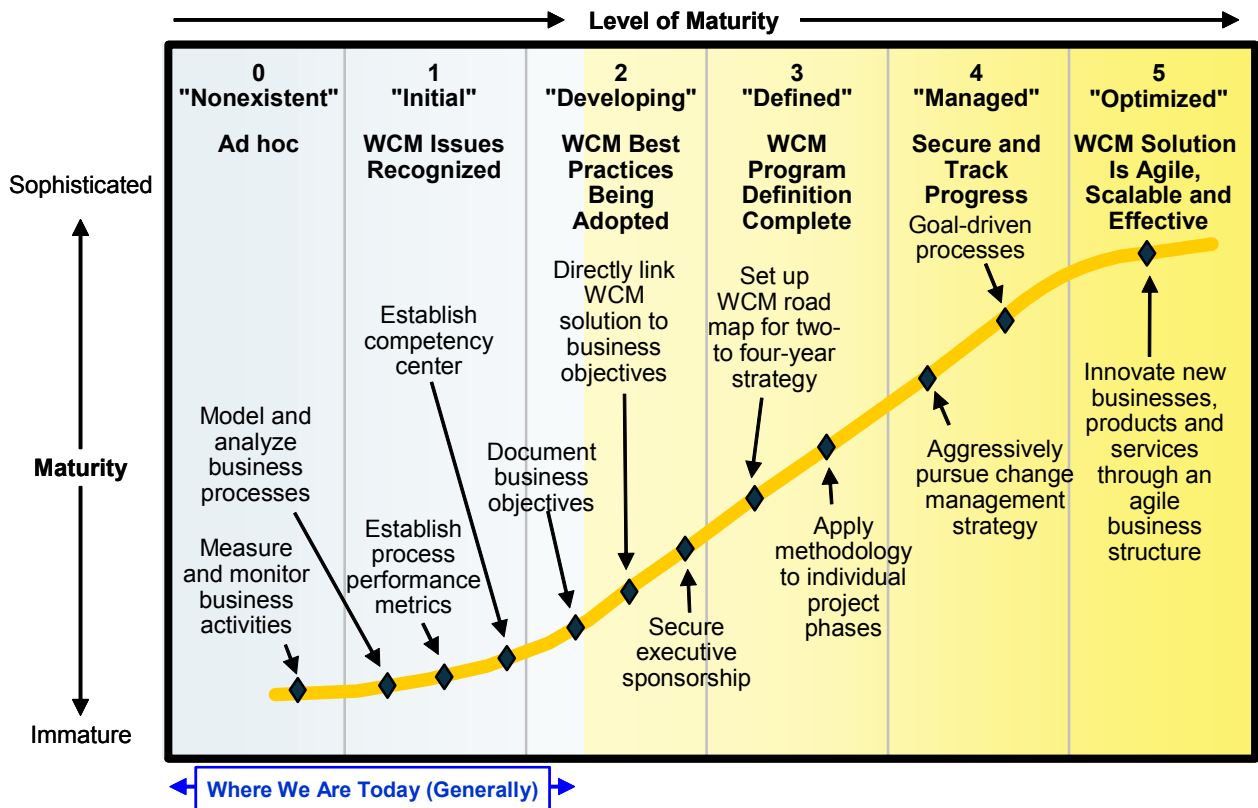 Level of Maturity
0
"Nonexistent"
Ad hoc
1
"Initial"
WCM Issues
Recognized
2
"Developing"
WCM Best
Practices
Being
Adopted
3
"Defined"
WCM
Program
Definition
Complete
4
"Managed"
Secure and
Track
Progress
5
"Optimized"
WCM Solution
Is Agile,
Scalable and
Effective
Sophisticated
Maturity
Immature
Measure
and monitor
business
activities
Model and
analyze
business
processes
Establish
process
performance
metrics
Establish
competency
center
Document
business
objectives
Directly link
WCM
solution to
business
objectives
Secure
executive
sponsorship
Set up
WCM road
map for two-
to four-year
strategy
Apply
methodology
to individual
project
phases
Aggressively
pursue change
management
strategy
Goal-driven
processes
Innovate new
businesses,
products and
services
through an
agile
business
structure
Where We Are Today (Generally)